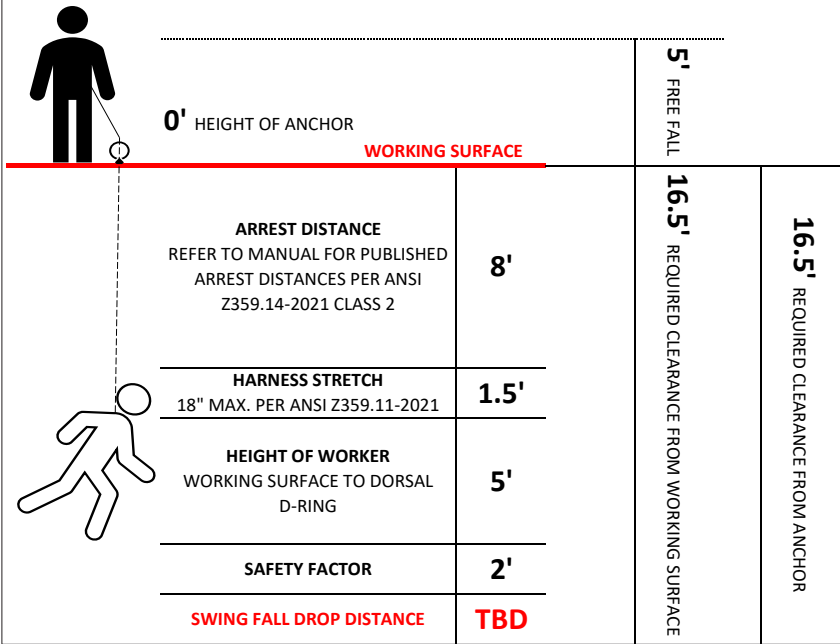 0' HEIGHT OF ANCHOR
WORKING SURFACE
5' FREE FALL
ARREST DISTANCE
REFER TO MANUAL FOR PUBLISHED
ARREST DISTANCES PER ANSI
Z359.14-2021 CLASS 2
8'
HARNESS STRETCH
18" MAX. PER ANSI Z359.11-2021
1.5'
HEIGHT OF WORKER
WORKING SURFACE TO DORSAL
D-RING
5'
SAFETY FACTOR
2'
SWING FALL DROP DISTANCE
TBD
16.5' REQUIRED CLEARANCE FROM WORKING SURFACE
16.5' REQUIRED CLEARANCE FROM ANCHOR